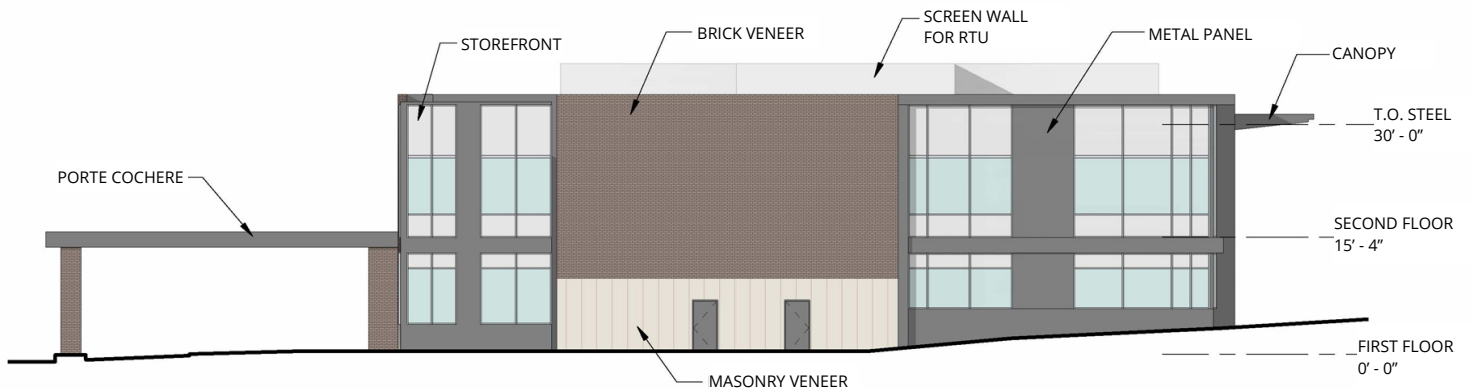 SCREEN WALL
FOR RTU
STOREFRONT
BRICK VENEER
METAL PANEL
CANOPY
T.O. STEEL
30' - 0"
PORTE COCHERE
SECOND FLOOR
15' - 4"
FIRST FLOOR
0' - 0"
MASONRY VENEER